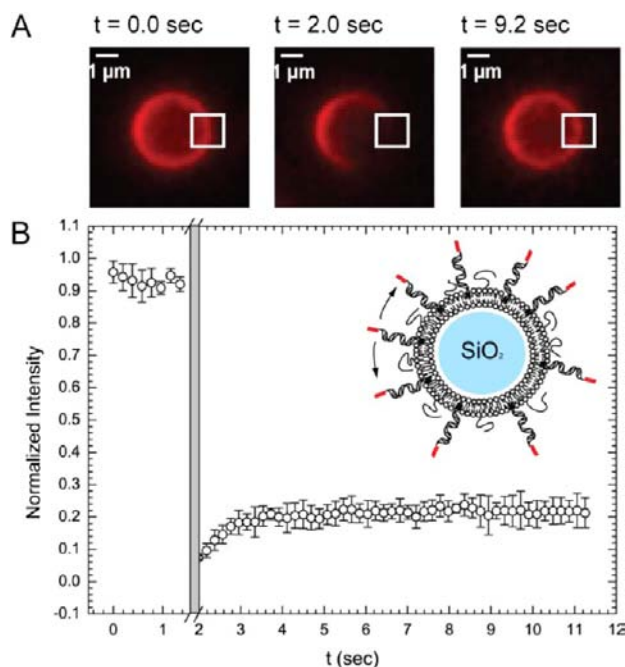 A
t = 0.0 sec t = 2.0 sec t = 9.2 sec
1 µm 1 µm 1 µm
B
1.1
1.0
0.9
0.8
0.7
0.6
0.5
0.4
0.3
0.2
0.1
0.0
-0.1
Normalized Intensity
SiO₂
0 1 2 3 4 5 6 7 8 9 10 11 12
t (sec)